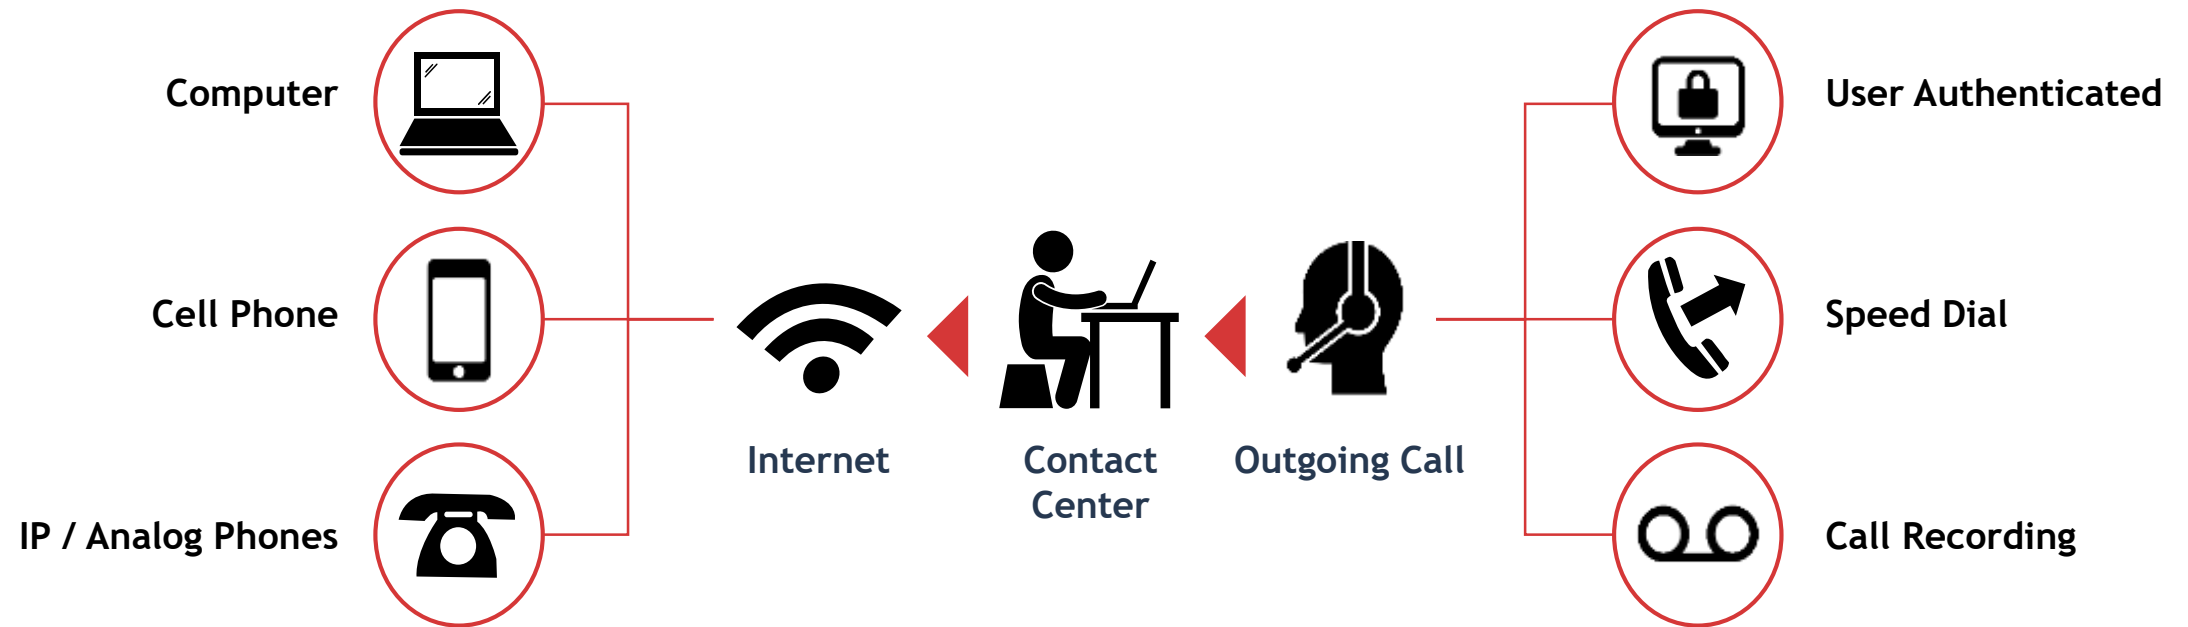 Computer
Cell Phone
IP / Analog Phones
Internet
Contact
Center
Outgoing Call
User Authenticated
Speed Dial
Call Recording